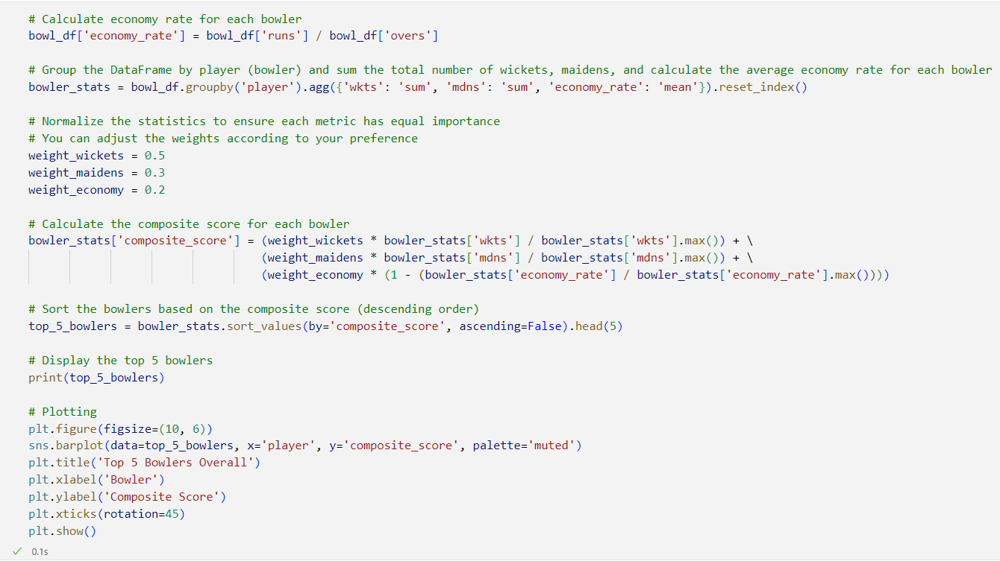 # Calculate economy rate for each bowler
bowl_df['economy_rate'] = bowl_df['runs'] / bowl_df['overs']
# Group the DataFrame by player (bowler) and sum the total number of wickets, maidens, and calculate the average economy rate for each bowler
bowler_stats = bowl_df.groupby('player').agg({'wkts': 'sum', 'mdns': 'sum', 'economy_rate': 'mean'}).reset_index()
# Normalize the statistics to ensure each metric has equal importance
# You can adjust the weights according to your preference
weight_wickets = 0.5
weight_maidens = 0.3
weight_economy = 0.2
# Calculate the composite score for each bowler
bowler_stats['composite_score'] = (weight_wickets * bowler_stats['wkts'] / bowler_stats['wkts'].max()) + \
(weight_maidens * bowler_stats['mdns'] / bowler_stats['mdns'].max()) + \
(weight_economy * (1 - (bowler_stats['economy_rate'] / bowler_stats['economy_rate'].max())))
# Sort the bowlers based on the composite score (descending order)
top_5_bowlers = bowler_stats.sort_values(by='composite_score', ascending=False).head(5)
# Display the top 5 bowlers
print(top_5_bowlers)
# Plotting
plt.figure(figsize=(10, 6))
sns.barplot(data=top_5_bowlers, x='player', y='composite_score', palette='muted')
plt.title('Top 5 Bowlers Overall')
plt.xlabel('Bowler')
plt.ylabel('Composite Score')
plt.xticks(rotation=45)
plt.show()
0.1s